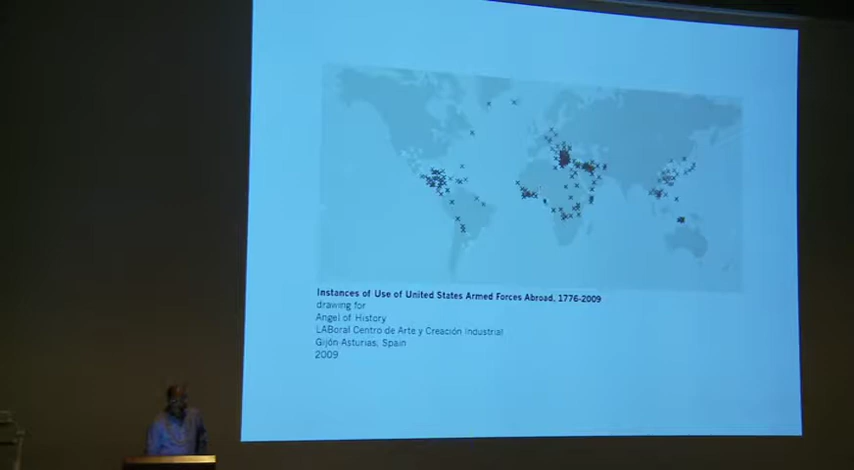 Instances of Use of United States Armed Forces Abroad, 1776-2009
drawing for
Angel of History
LABoral Centro de Arte y Creación Industrial
Gijón Asturias, Spain
2009